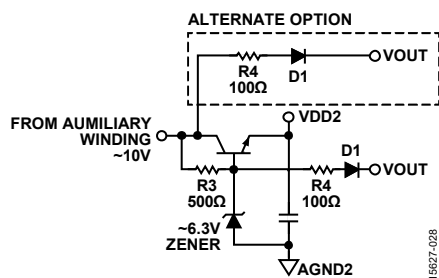 ALTERNATE OPTION
R4
100Ω
D1
VOUT
VDD2
FROM AUMILIARY
WINDING
~10V
D1
VOUT
R3
500Ω
R4
100Ω
~6.3V
ZENER
AGND2
15627-028